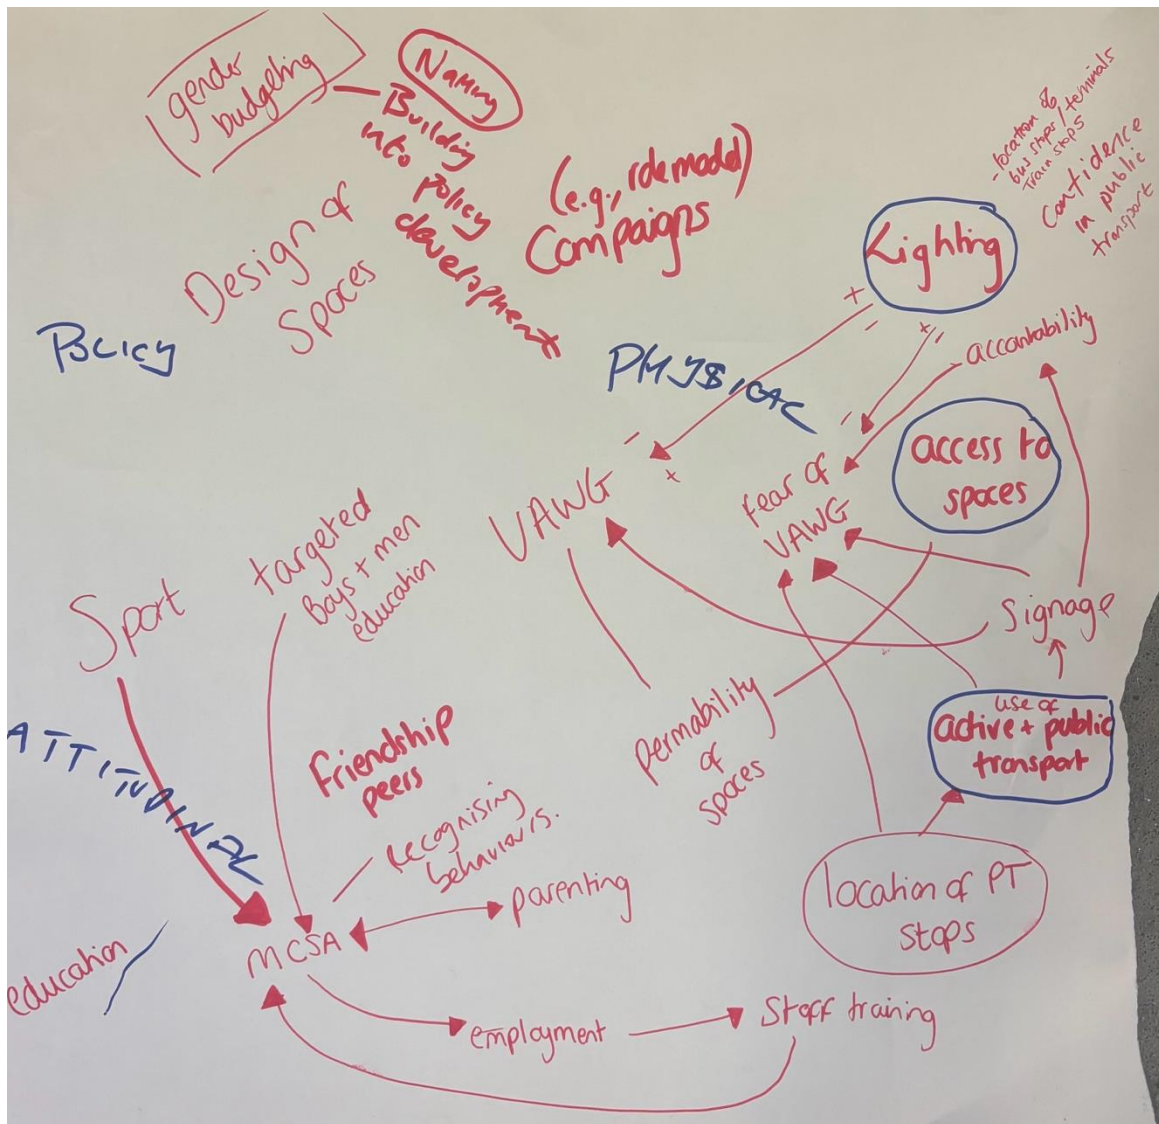 gender
budgeting
Naming
Building
into policy
development
(e.g., role model)
Campaigns
-location of
bus stops/terminals
Train stops
Confidence
in public
transport
Lighting
Design of
Spaces
POLICY
PHYSICAL
+
-
+
-
accountability
-
+
-
access to
spaces
VAWG
fear of
VAWG
targeted
Boys + men
education
Sport
Signage
ATTITUDINAL
Friendship
peers
recognising
behaviours.
permability
of
spaces
use of
active + public
transport
parenting
location of PT
stops
MCSA
education
employment
Staff training